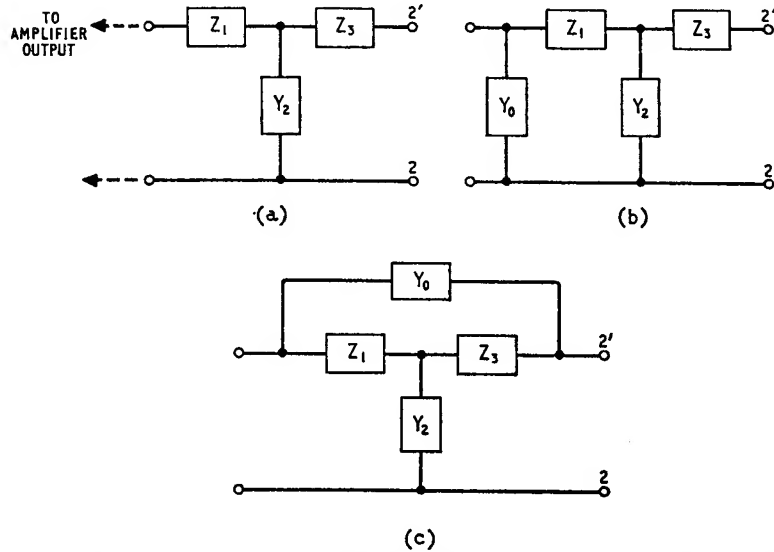 TO
AMPLIFIER
OUTPUT
Z1
Z3
2'
Y2
2
(a)
Z1
Z3
2'
Y0
Y2
2
(b)
Y0
Z1
Z3
2'
Y2
2
(c)